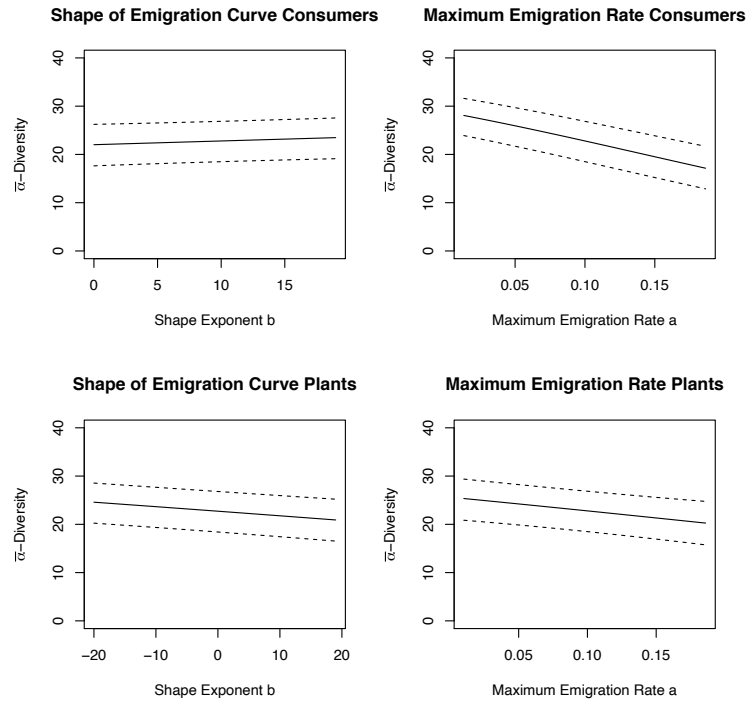 Shape of Emigration Curve Consumers
40
30
20
10
0
ᾱ−Diversity
0 5 10 15
Shape Exponent b
Maximum Emigration Rate Consumers
40
30
20
10
0
ᾱ−Diversity
0.05 0.10 0.15
Maximum Emigration Rate a
Shape of Emigration Curve Plants
40
30
20
10
0
ᾱ−Diversity
−20 −10 0 10 20
Shape Exponent b
Maximum Emigration Rate Plants
40
30
20
10
0
ᾱ−Diversity
0.05 0.10 0.15
Maximum Emigration Rate a